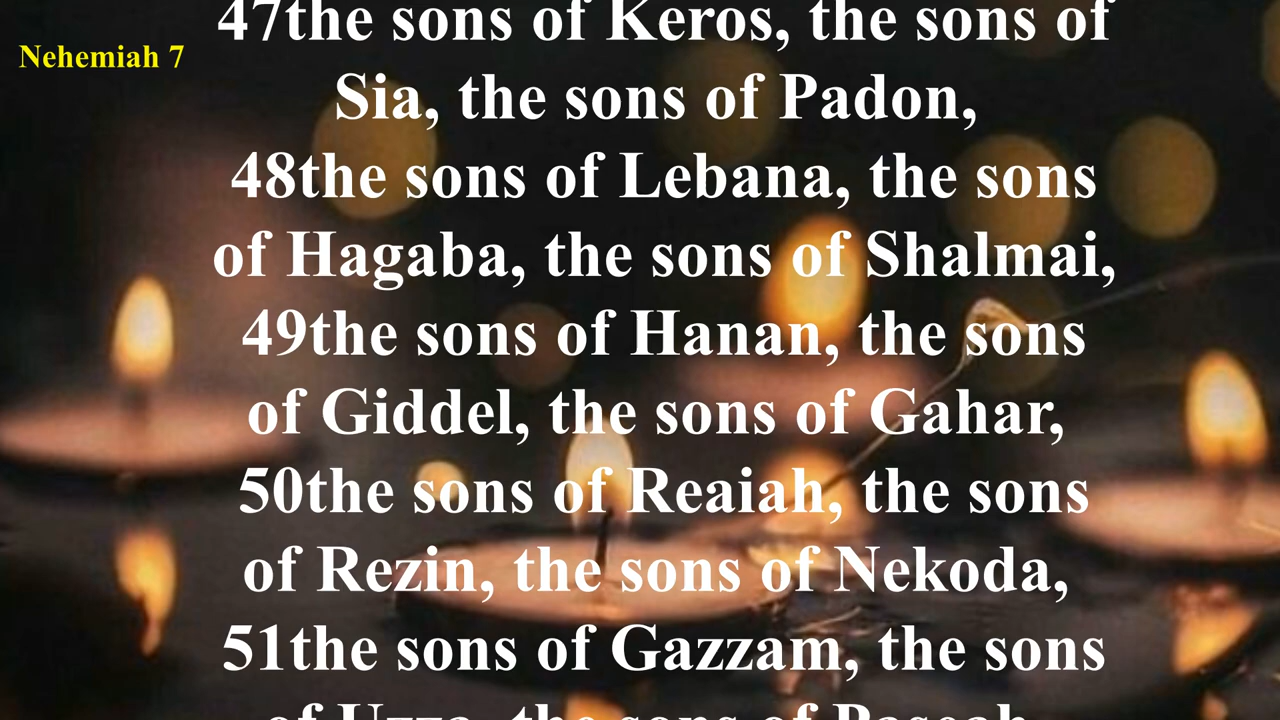 Nehemiah 7
47the sons of Keros, the sons of
Sia, the sons of Padon,
48the sons of Lebana, the sons
of Hagaba, the sons of Shalmai,
49the sons of Hanan, the sons
of Giddel, the sons of Gahar,
50the sons of Reaiah, the sons
of Rezin, the sons of Nekoda,
51the sons of Gazzam, the sons
of Uzza, the sons of Paseah,